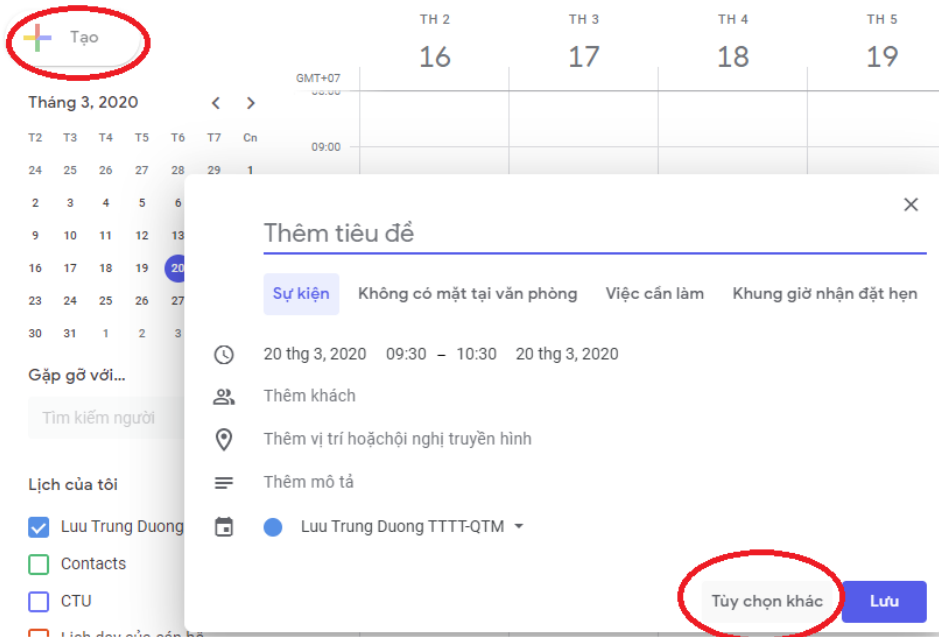 Tạo
TH 2 TH 3 TH 4 TH 5
16 17 18 19
GMT+07
Tháng 3, 2020
T2 T3 T4 T5 T6 T7 Cn
09:00
24 25 26 27 28 29 1
2 3 4 5 6
9 10 11 12 13
16 17 18 19 20
23 24 25 26 27
30 31 1 2 3
Gặp gỡ với...
Tìm kiếm người
Lịch của tôi
Luu Trung Duong
Contacts
CTU
Thêm tiêu đề
Sự kiện Không có mặt tại văn phòng Việc cần làm Khung giờ nhận đặt hẹn
20 thg 3, 2020 09:30 – 10:30 20 thg 3, 2020
Thêm khách
Thêm vị trí hoặchội nghị truyền hình
Thêm mô tả
Luu Trung Duong TTTT-QTM
Tùy chọn khác Lưu